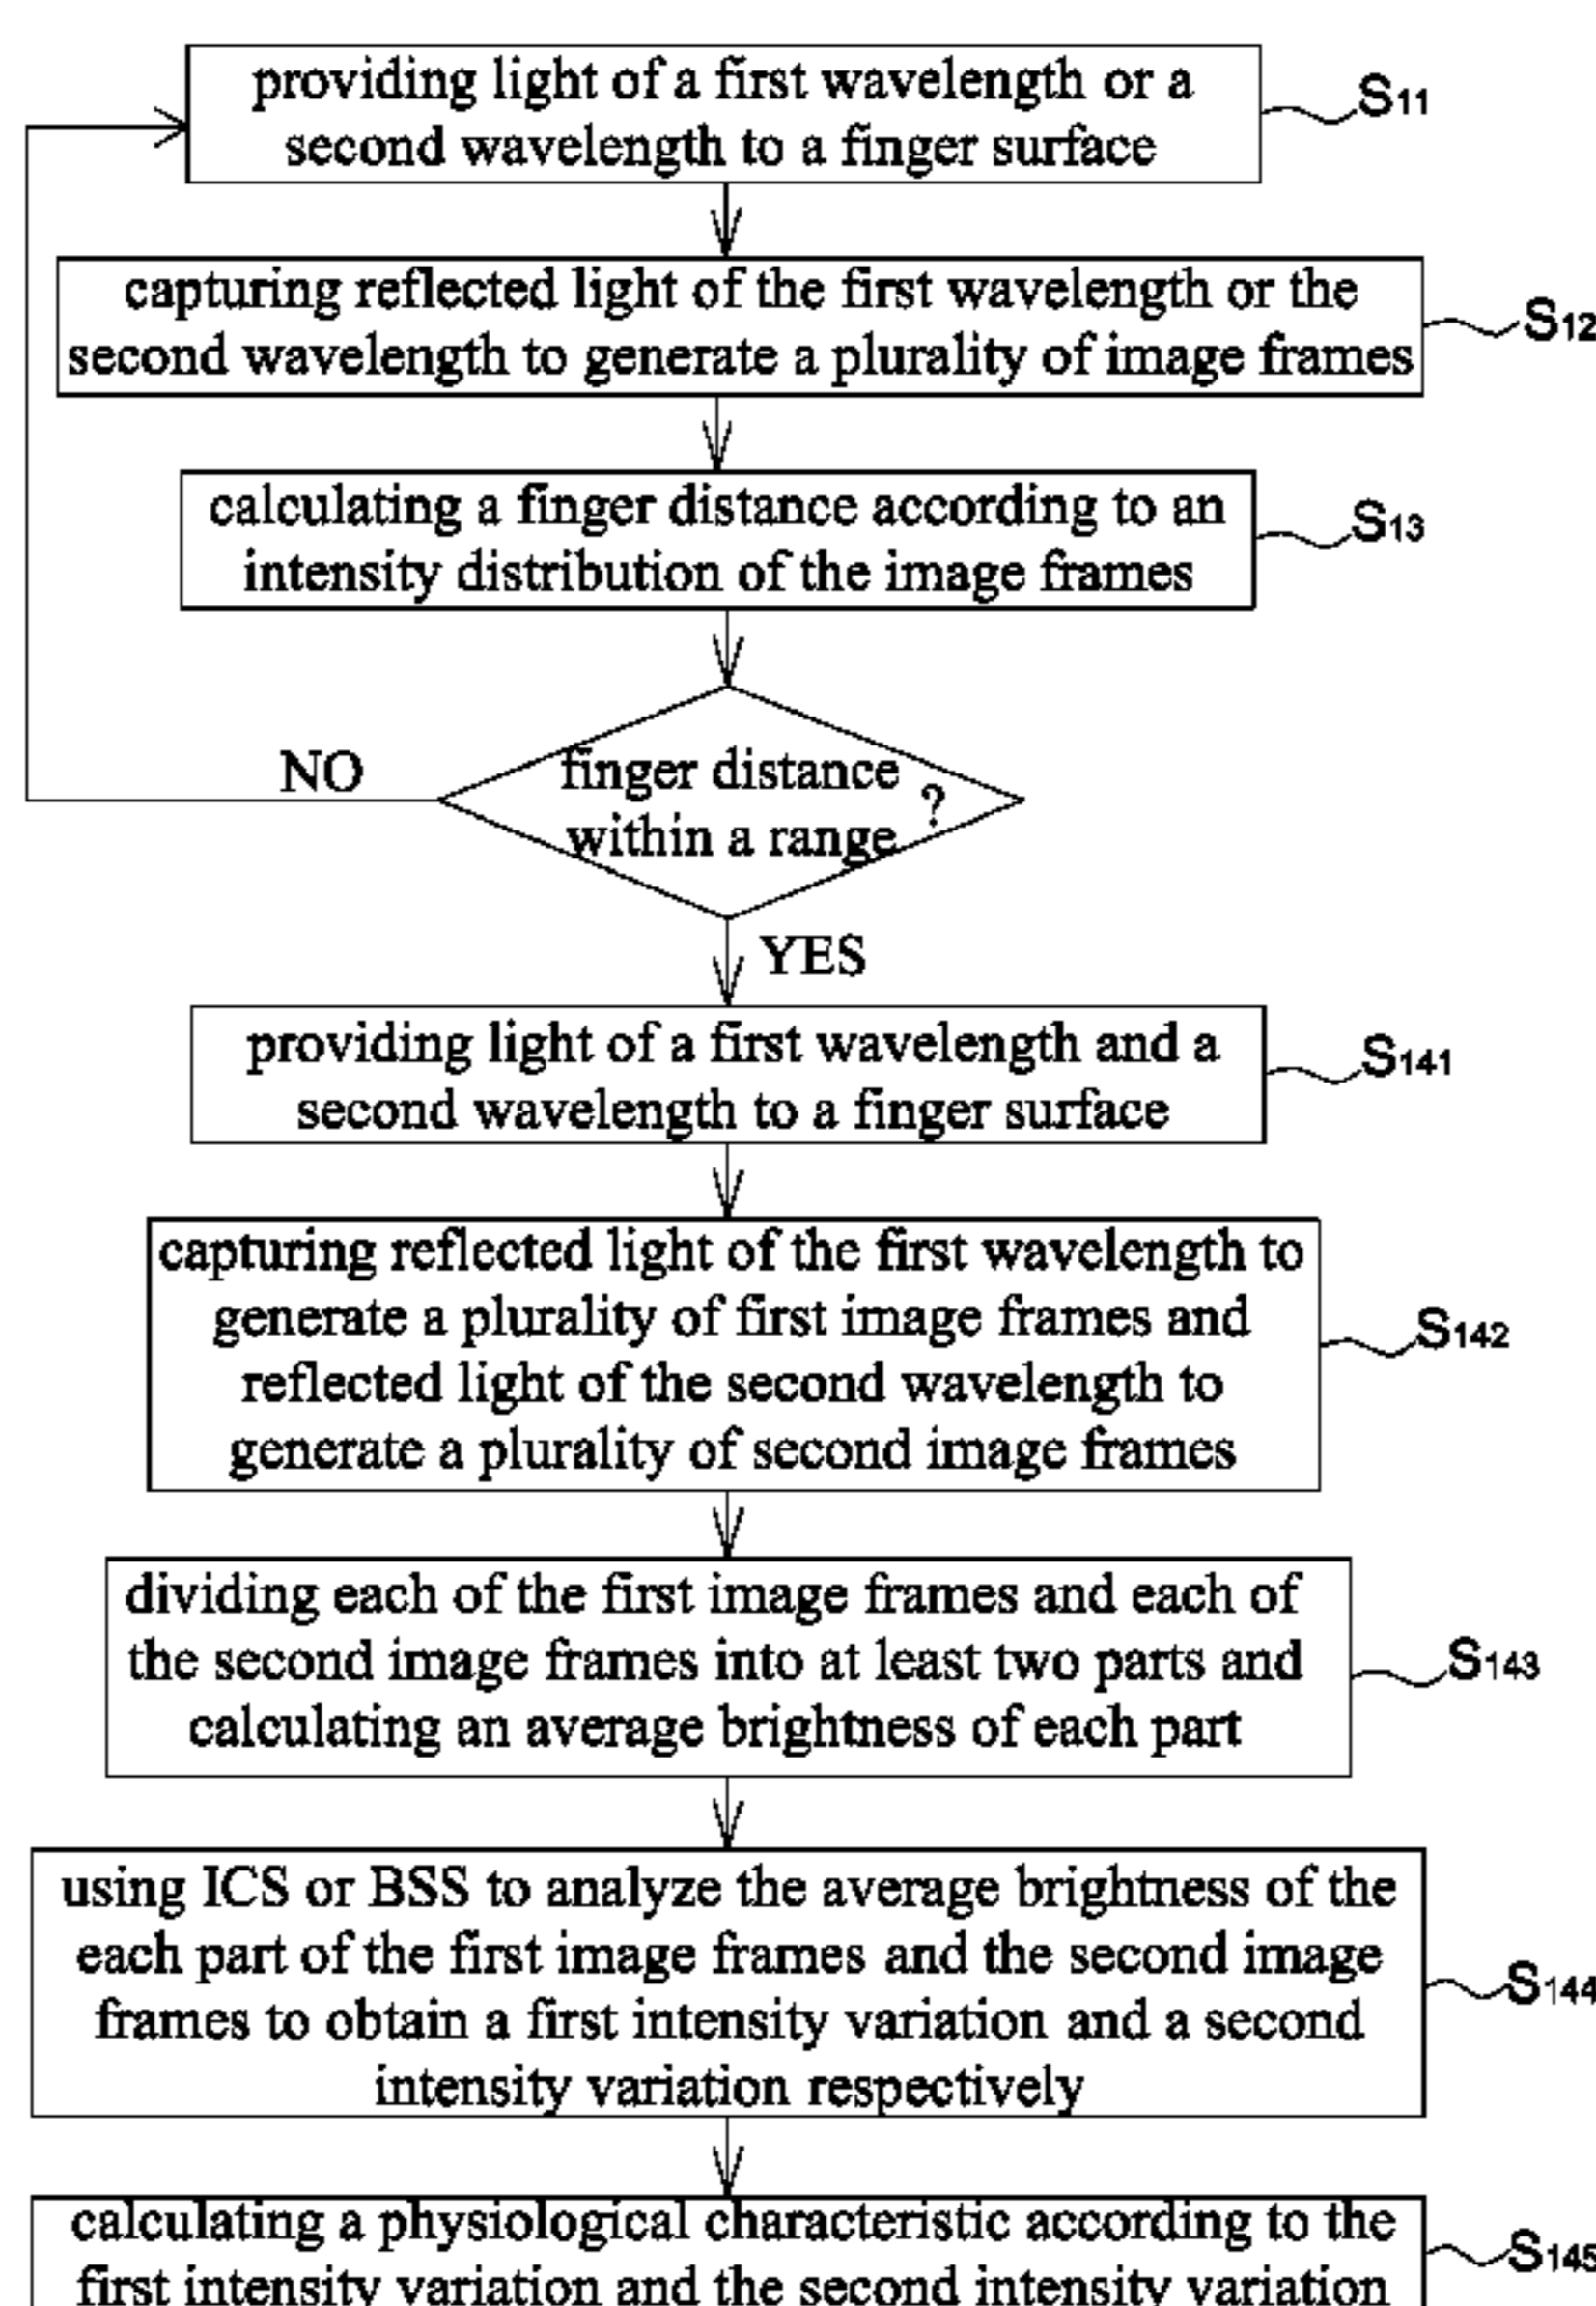 providing light of a first wavelength or a
second wavelength to a finger surface
S11
capturing reflected light of the first wavelength or the
second wavelength to generate a plurality of image frames
S12
calculating a finger distance according to an
intensity distribution of the image frames
S13
finger distance
within a range ?
NO
YES
providing light of a first wavelength and a
second wavelength to a finger surface
S141
capturing reflected light of the first wavelength to
generate a plurality of first image frames and
reflected light of the second wavelength to
generate a plurality of second image frames
S142
dividing each of the first image frames and each of
the second image frames into at least two parts and
calculating an average brightness of each part
S143
using ICS or BSS to analyze the average brightness of the
each part of the first image frames and the second image
frames to obtain a first intensity variation and a second
intensity variation respectively
S144
calculating a physiological characteristic according to the
first intensity variation and the second intensity variation
S145